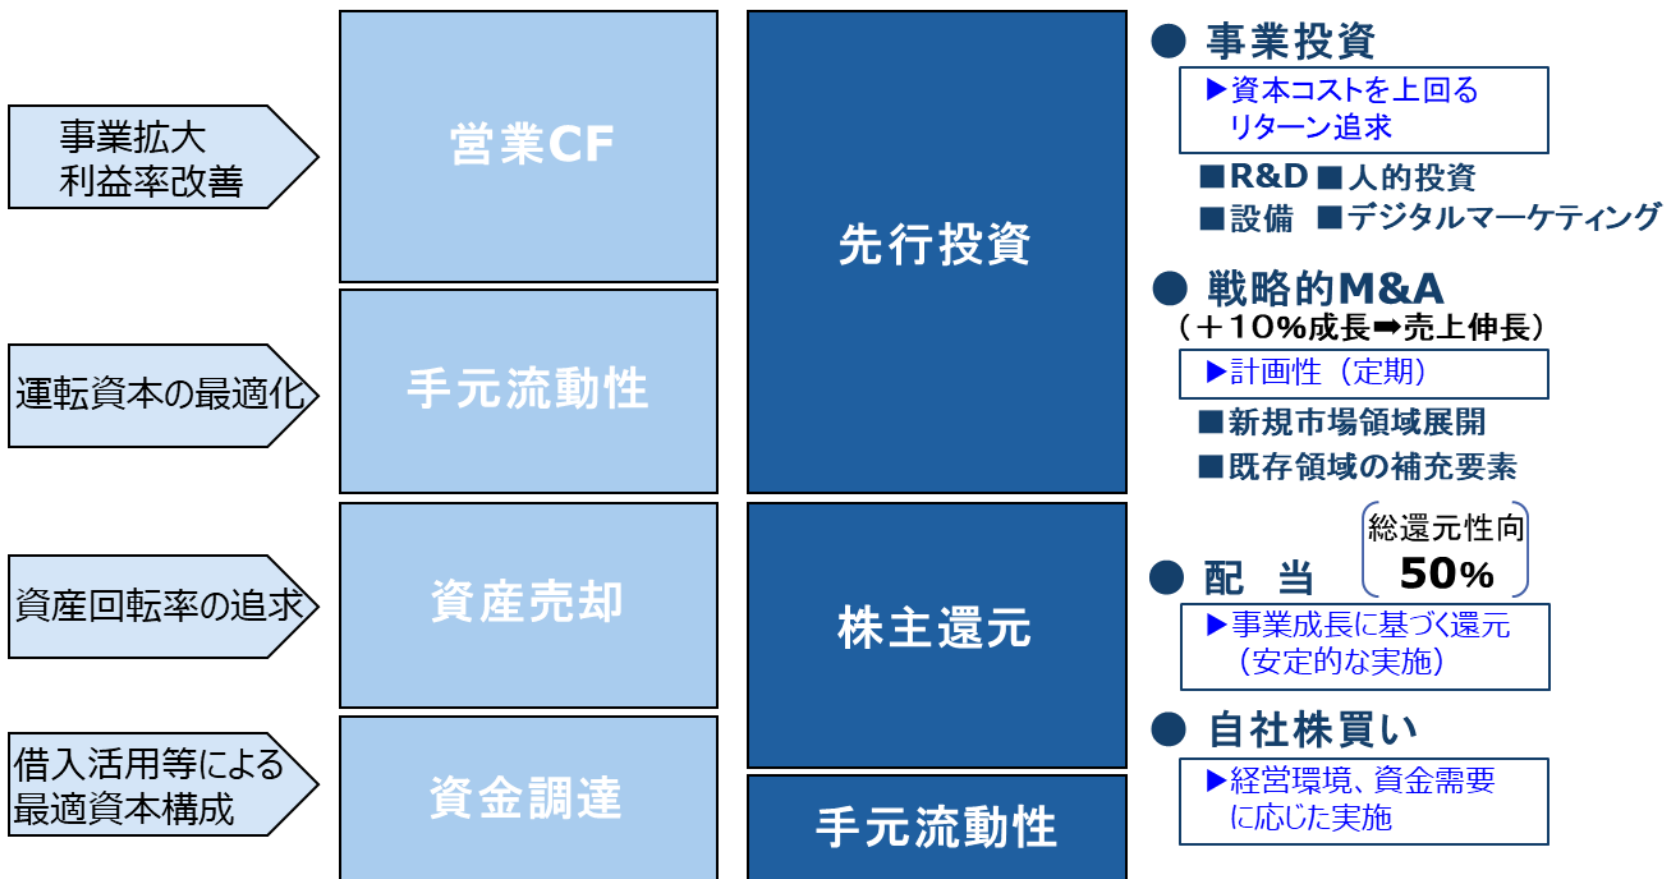 事業拡大
利益率改善
運転資本の最適化
資産回転率の追求
借入活用等による
最適資本構成
営業CF
手元流動性
資産売却
資金調達
先行投資
株主還元
手元流動性
● 事業投資
▶資本コストを上回る
リターン追求
■R&D ■人的投資
■設備 ■デジタルマーケティング
● 戦略的M&A
（＋10%成長➡売上伸長）
▶計画性（定期）
■新規市場領域展開
■既存領域の補充要素
総還元性向
50%
● 配 当
▶事業成長に基づく還元
（安定的な実施）
● 自社株買い
▶経営環境、資金需要
に応じた実施